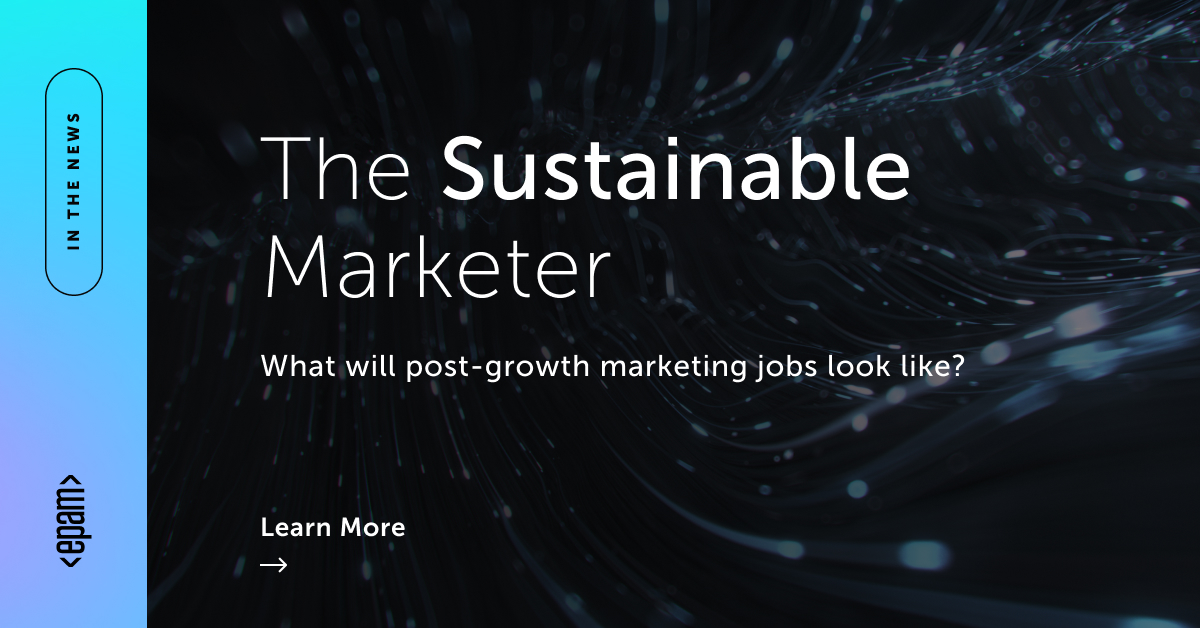 IN THE NEWS
<epam>
The Sustainable
Marketer
What will post-growth marketing jobs look like?
Learn More